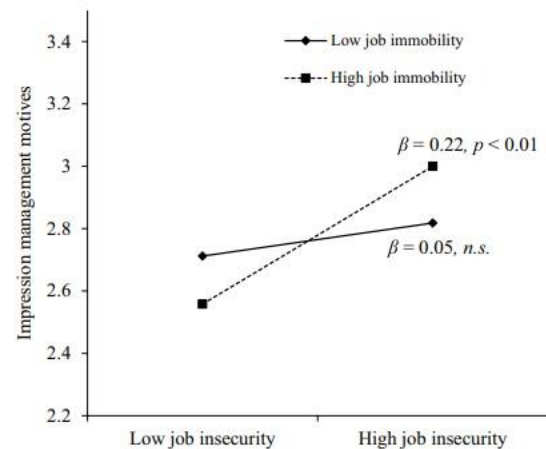 3.4
3.2
3
2.8
2.6
2.4
2.2
Impression management motives
Low job immobility
High job immobility
β = 0.22, p < 0.01
β = 0.05, n.s.
Low job insecurity
High job insecurity